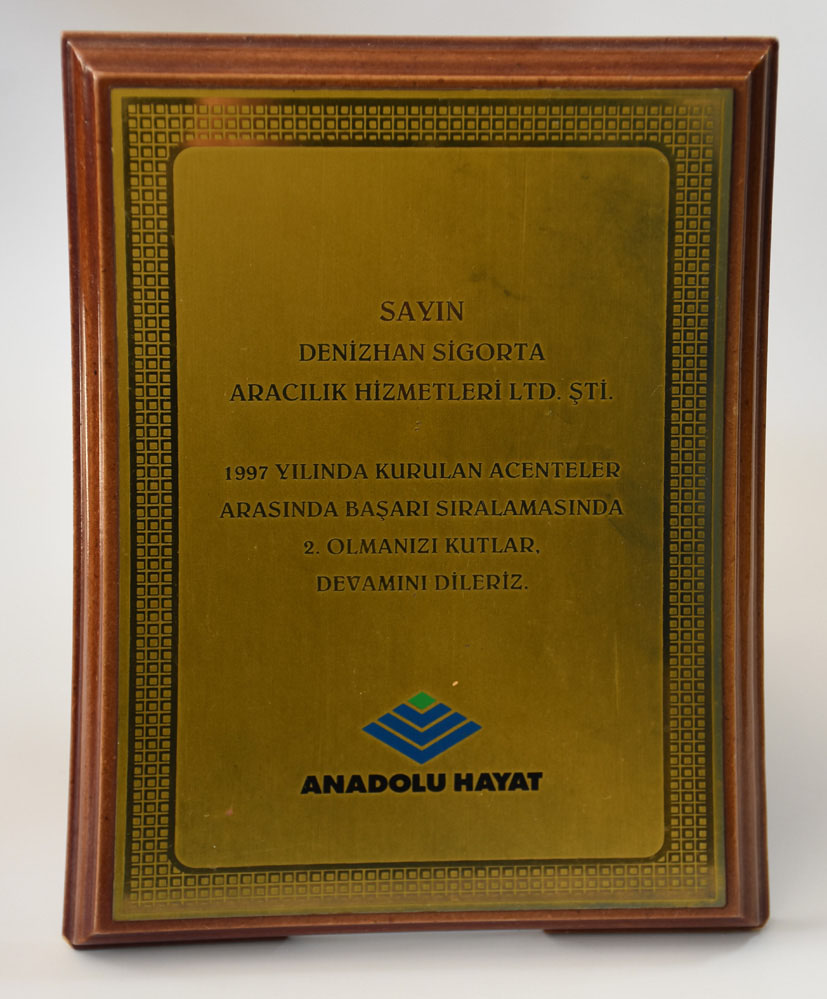 SAYIN
DENİZHAN SİGORTA
ARACILIK HİZMETLERİ LTD. ŞTİ.
1997 YILINDA KURULAN ACENTELER
ARASINDA BAŞARI SIRALAMASINDA
2. OLMANIZI KUTLAR,
DEVAMINI DİLERİZ.
ANADOLU HAYAT